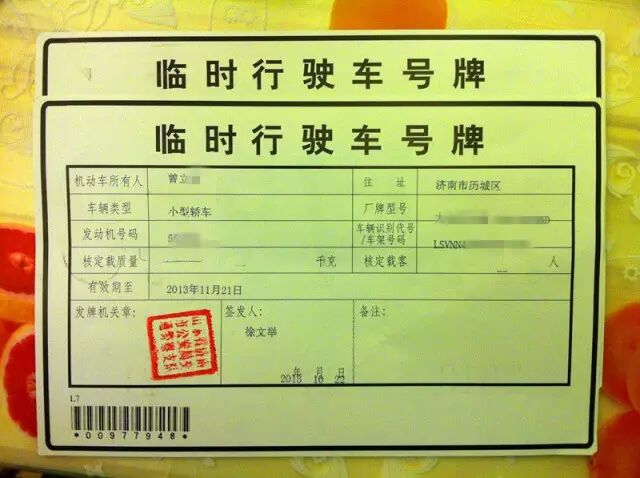 临时行驶车号牌
临时行驶车号牌
机动车所有人 曾立 住 址 济南市历城区
车辆类型 小型轿车 厂牌型号
发动机号码 车辆识别代号/车架号码 LSVNN4
核定载质量 千克 核定载客 人
有效期至 2013年11月21日
发牌机关章: 签发人: 备注:
徐文举
年 月 日
2013 10 22
L7
*00977948*